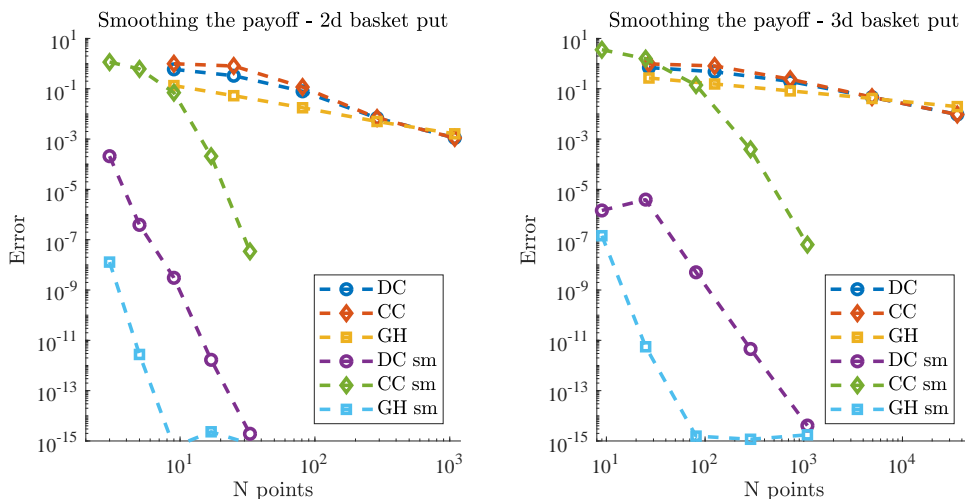 Smoothing the payoff - 2d basket put
10^1
10^-1
10^-3
10^-5
10^-7
10^-9
10^-11
10^-13
10^-15
Error
DC
CC
GH
DC sm
CC sm
GH sm
10^1
10^2
10^3
N points
Smoothing the payoff - 3d basket put
10^1
10^-1
10^-3
10^-5
10^-7
10^-9
10^-11
10^-13
10^-15
Error
DC
CC
GH
DC sm
CC sm
GH sm
10^1
10^2
10^3
10^4
N points